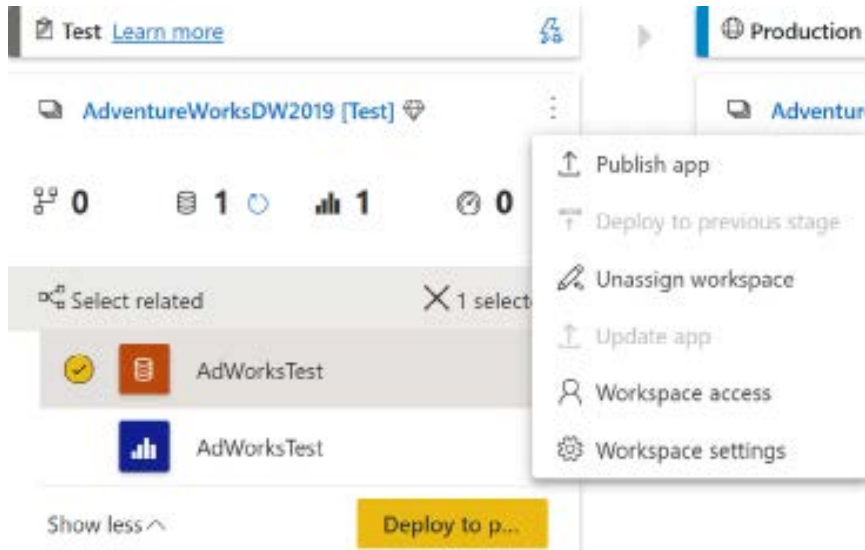 Test Learn more
Production
AdventureWorksDW2019 [Test]
Adventur
0 1 1 0
Publish app
Deploy to previous stage
Unassign workspace
Update app
Workspace access
Workspace settings
Select related
1 select
AdWorksTest
AdWorksTest
Show less
Deploy to p...